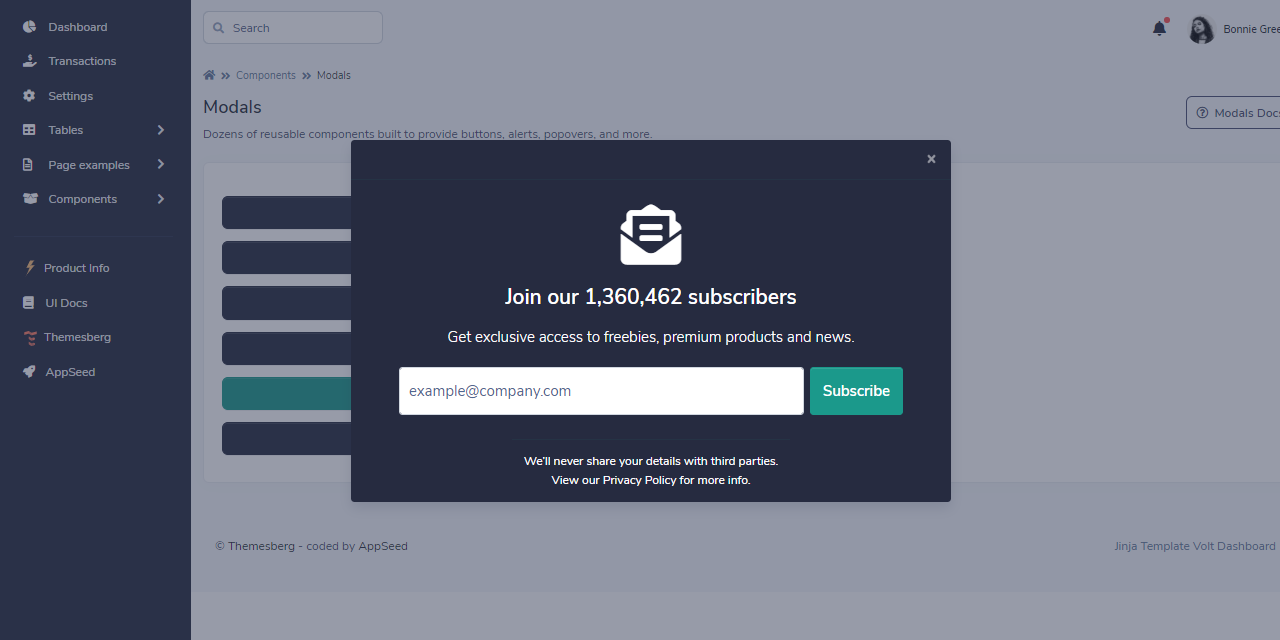 Dashboard
Transactions
Settings
Tables
Page examples
Components
Product Info
UI Docs
Themesberg
AppSeed
Search
Bonnie Gree
Components
Modals
Modals
Modals Docs
Dozens of reusable components built to provide buttons, alerts, popovers, and more.
×
Join our 1,360,462 subscribers
Get exclusive access to freebies, premium products and news.
example@company.com
Subscribe
We'll never share your details with third parties.
View our Privacy Policy for more info.
© Themesberg - coded by AppSeed
Jinja Template Volt Dashboard